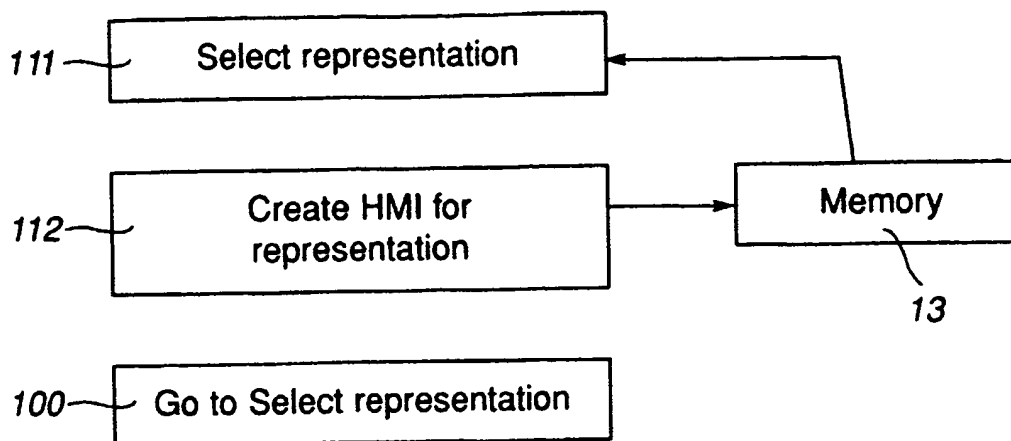 111
Select representation
112
Create HMI for
representation
Memory
13
100
Go to Select representation